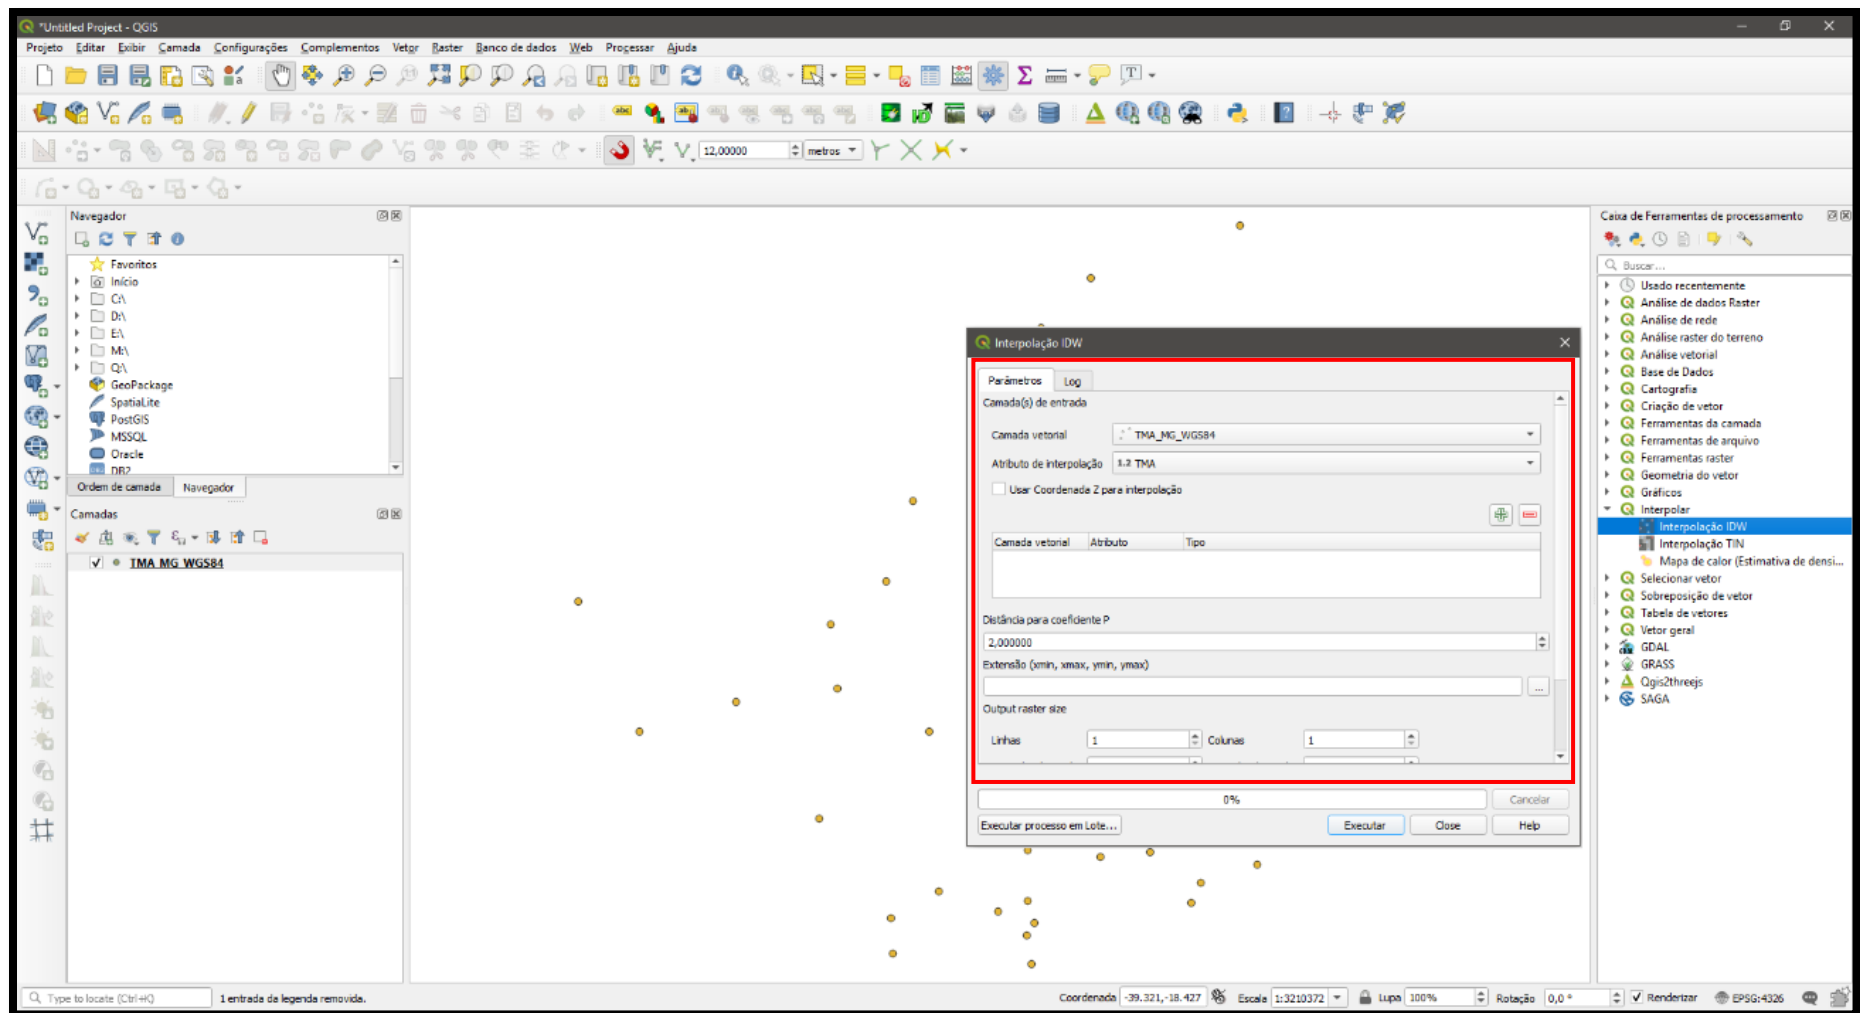 *Untitled Project - QGIS
Projeto Editar Exibir Camada Configurações Complementos Vetor Raster Banco de dados Web Processar Ajuda
12,00000 metros
Navegador
Favoritos
Início
C:\
D:\
E:\
M:\
Q:\
GeoPackage
SpatiaLite
PostGIS
MSSQL
Oracle
DB2
Ordem de camada Navegador
Camadas
TMA_MG_WGS84
Interpolação IDW
Parâmetros Log
Camada(s) de entrada
Camada vetorial TMA_MG_WGS84
Atributo de interpolação 1.2 TMA
Usar Coordenada Z para interpolação
Camada vetorial Atributo Tipo
Distância para coeficiente P
2,000000
Extensão (xmin, xmax, ymin, ymax)
...
Output raster size
Linhas 1 Colunas 1
0% Cancelar
Executar processo em Lote... Executar Close Help
Caixa de Ferramentas de processamento
Buscar...
Usado recentemente
Análise de dados Raster
Análise de rede
Análise raster do terreno
Análise vetorial
Base de Dados
Cartografia
Criação de vetor
Ferramentas da camada
Ferramentas de arquivo
Ferramentas raster
Geometria do vetor
Gráficos
Interpolar
Interpolação IDW
Interpolação TIN
Mapa de calor (Estimativa de densi...
Selecionar vetor
Sobreposição de vetor
Tabela de vetores
Vetor geral
GDAL
GRASS
Qgis2threejs
SAGA
Type to locate (Ctrl+K) 1 entrada da legenda removida. Coordenada -39.321,-18.427 Escala 1:3210372 Lupa 100% Rotação 0,0 ° Renderizar EPSG:4326